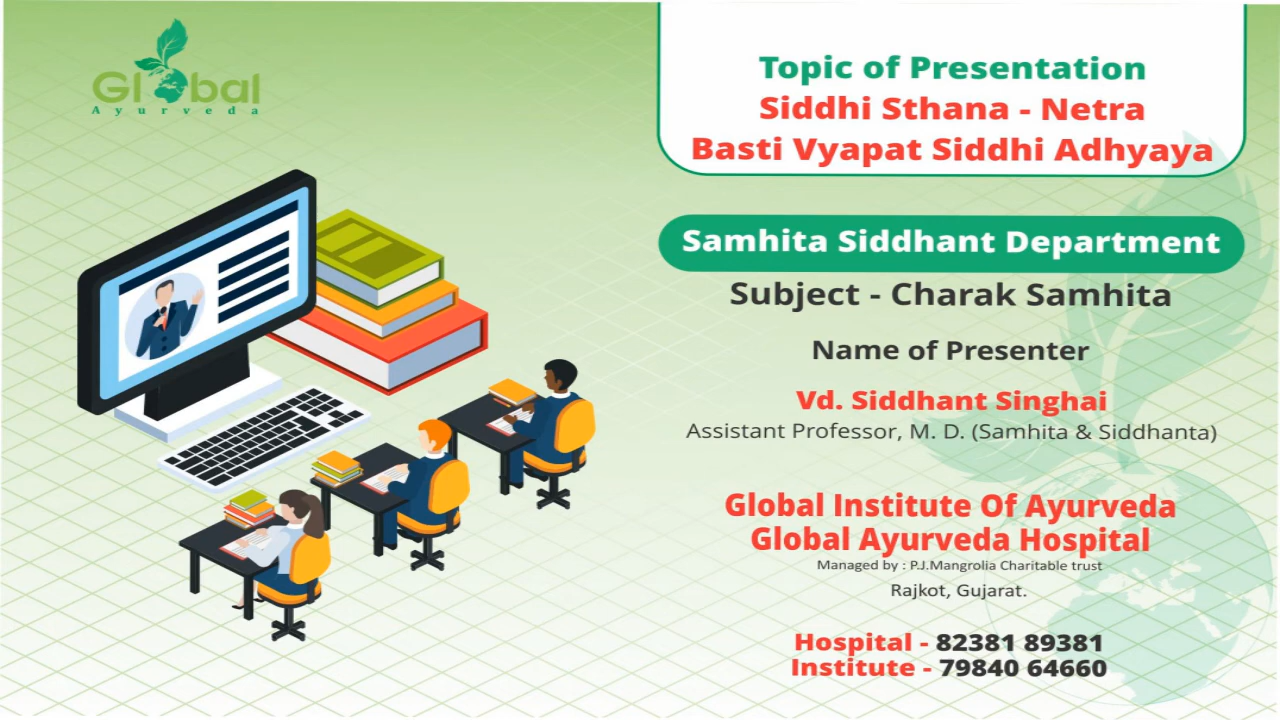 Global
Ayurveda
Topic of Presentation
Siddhi Sthana - Netra
Basti Vyapat Siddhi Adhyaya
Samhita Siddhant Department
Subject - Charak Samhita
Name of Presenter
Vd. Siddhant Singhai
Assistant Professor, M. D. (Samhita & Siddhanta)
Global Institute Of Ayurveda
Global Ayurveda Hospital
Managed by : P.J.Mangrolia Charitable trust
Rajkot, Gujarat.
Hospital - 82381 89381
Institute - 79840 64660